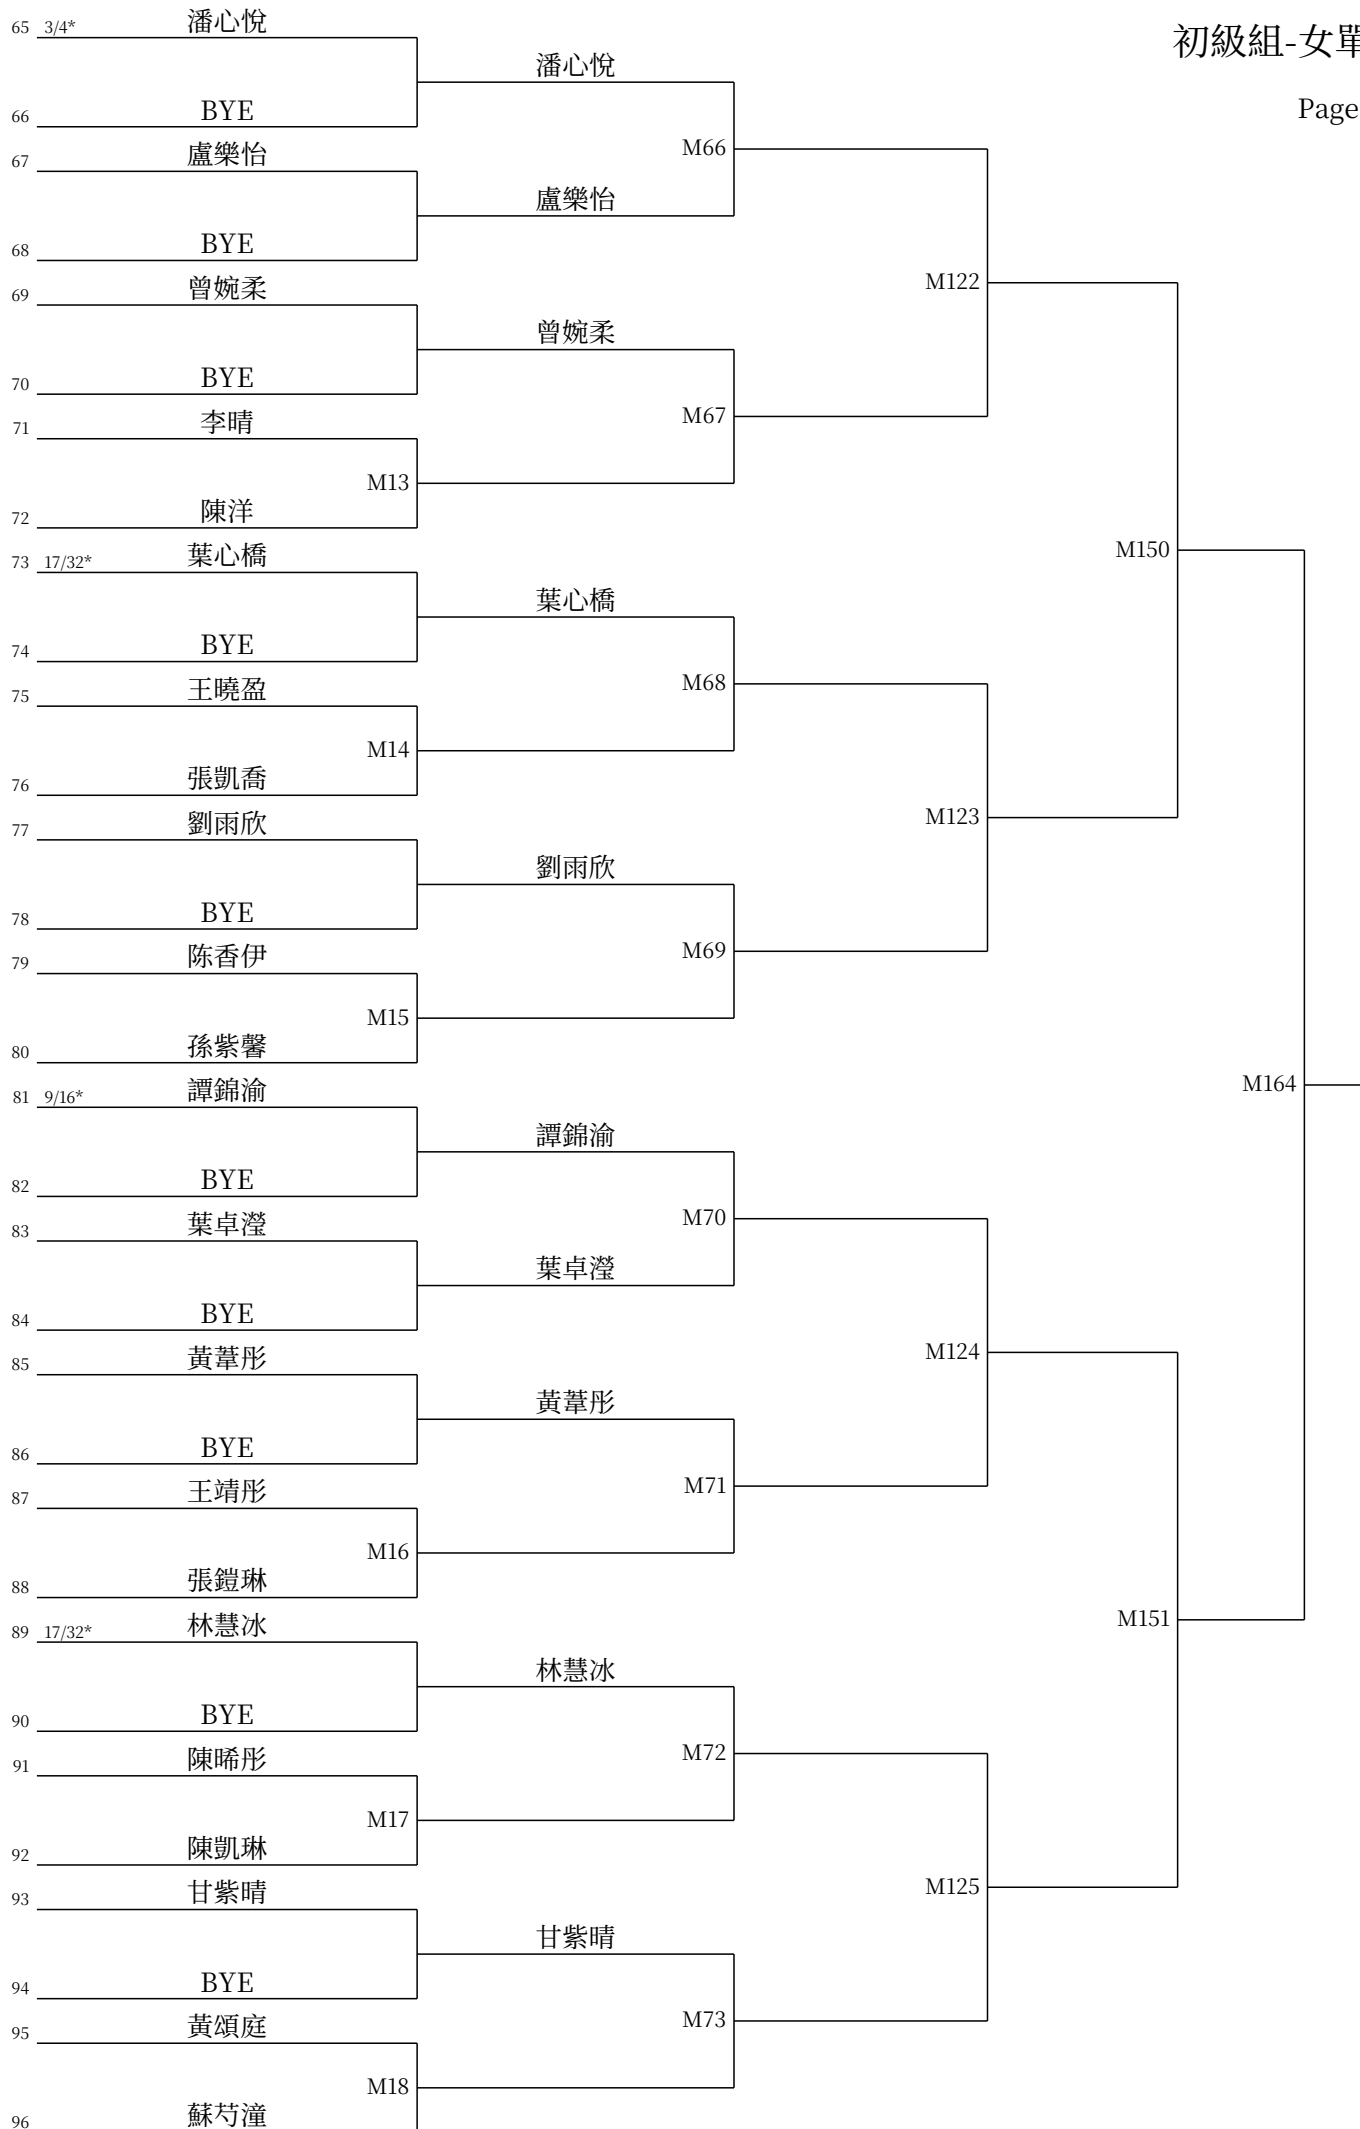 初級組-女單
Page
65 3/4* 潘心悅
潘心悅
66 BYE
M66
67 盧樂怡
盧樂怡
68 BYE
M122
69 曾婉柔
曾婉柔
70 BYE
M67
71 李晴
M13
72 陳洋
M150
73 17/32* 葉心橋
葉心橋
74 BYE
M68
75 王曉盈
M14
76 張凱喬
M123
77 劉雨欣
劉雨欣
78 BYE
M69
79 陈香伊
M15
80 孫紫馨
M164
81 9/16* 譚錦渝
譚錦渝
82 BYE
M70
83 葉卓瀅
葉卓瀅
84 BYE
M124
85 黃葦彤
黃葦彤
86 BYE
M71
87 王靖彤
M16
88 張鎧琳
M151
89 17/32* 林慧冰
林慧冰
90 BYE
M72
91 陳晞彤
M17
92 陳凱琳
M125
93 甘紫晴
甘紫晴
94 BYE
M73
95 黃頌庭
M18
96 蘇芍潼